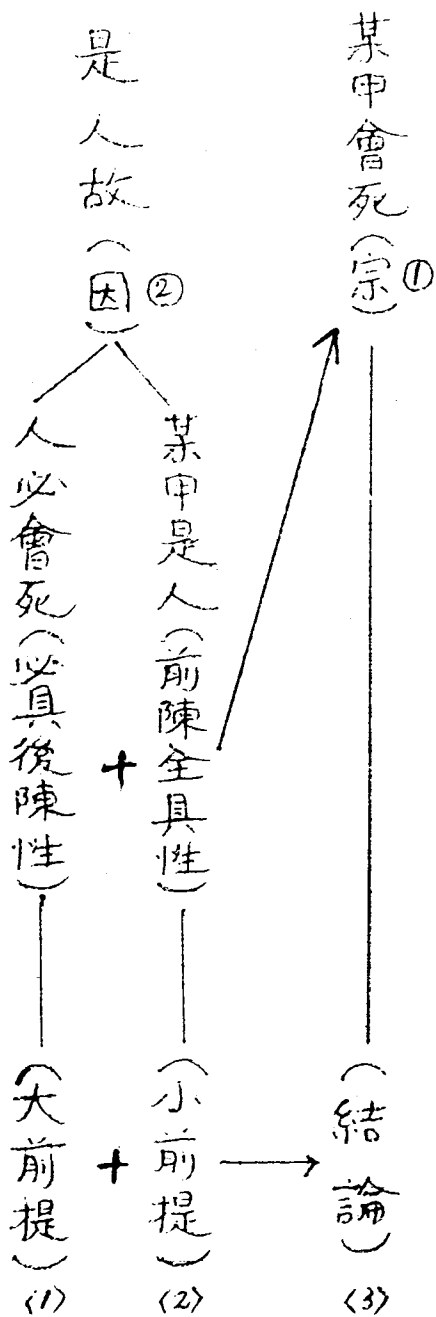 某甲會死（宗）①
（結論）
〈3〉
是人故（因）②
某甲是人（前陳全具性）
（小前提）
〈2〉
+
人必會死（必具後陳性）
（大前提）
〈1〉
+